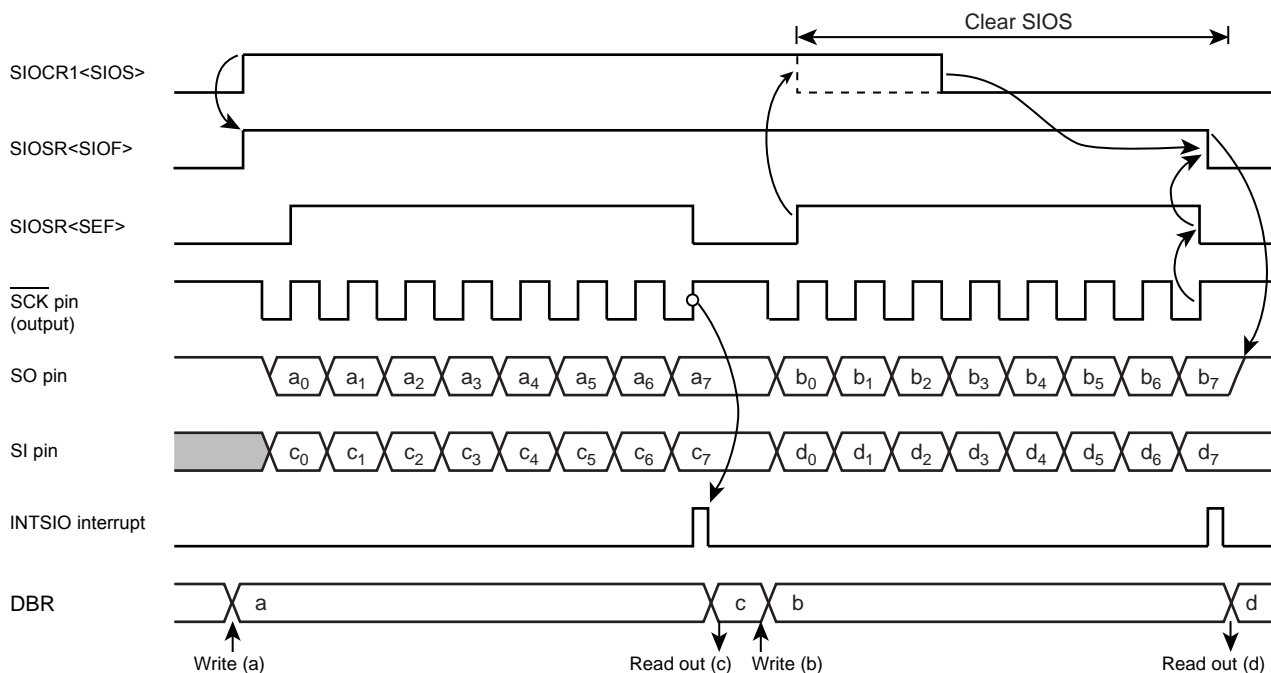 Clear SIOS
SIOCR1<SIOS>
SIOSR<SIOF>
SIOSR<SEF>
SCK pin
(output)
SO pin
a0 a1 a2 a3 a4 a5 a6 a7 b0 b1 b2 b3 b4 b5 b6 b7
SI pin
c0 c1 c2 c3 c4 c5 c6 c7 d0 d1 d2 d3 d4 d5 d6 d7
INTSIO interrupt
DBR a c b d
Write (a) Read out (c) Write (b) Read out (d)